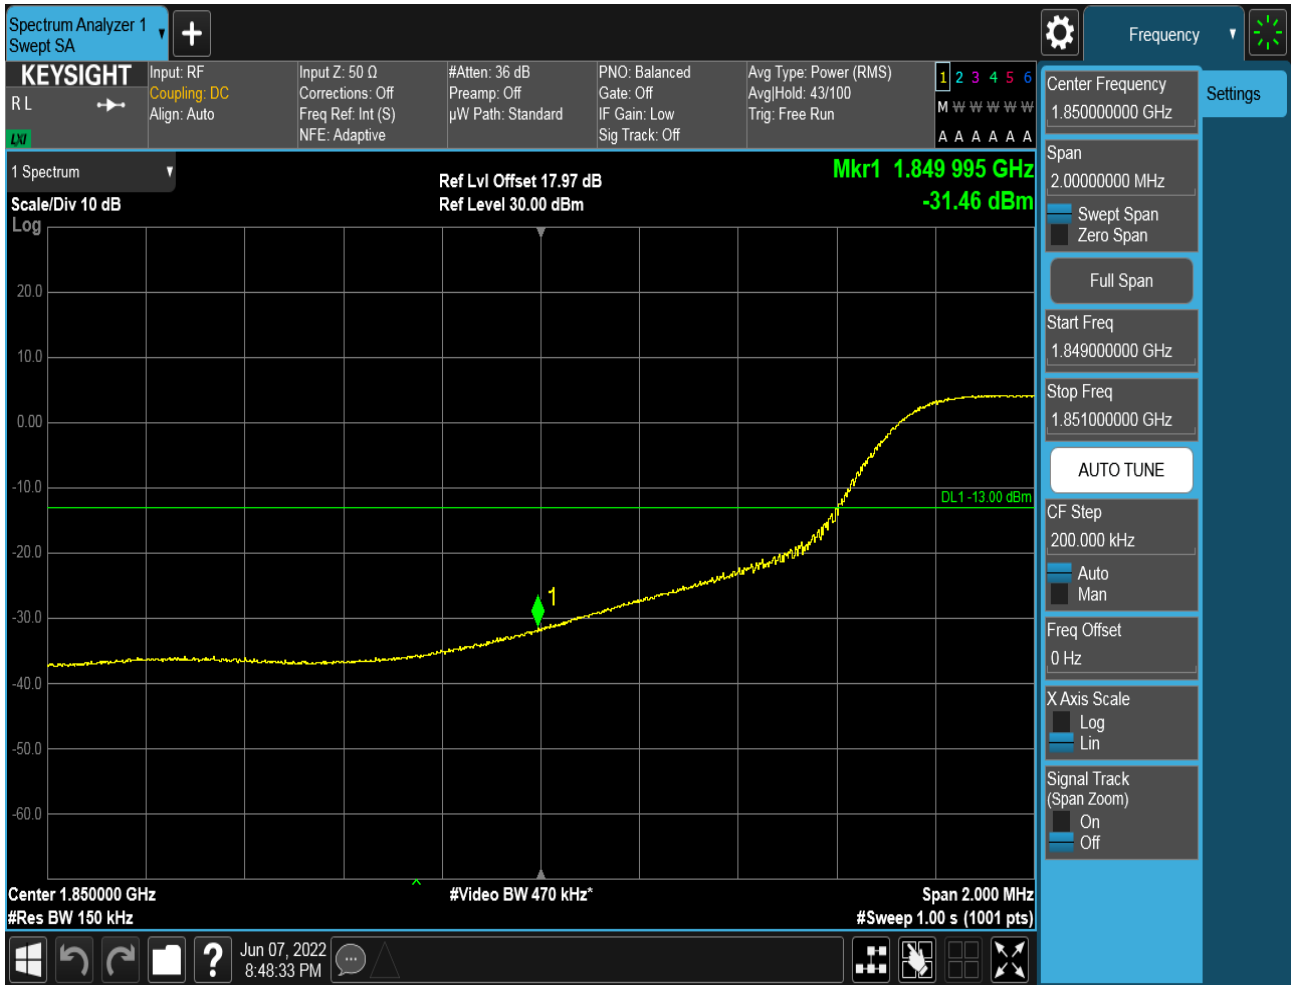 Spectrum Analyzer 1
Swept SA
Frequency
KEYSIGHT
R L
LXI
Input: RF
Coupling: DC
Align: Auto
Input Z: 50 Ω
Corrections: Off
Freq Ref: Int (S)
NFE: Adaptive
#Atten: 36 dB
Preamp: Off
µW Path: Standard
PNO: Balanced
Gate: Off
IF Gain: Low
Sig Track: Off
Avg Type: Power (RMS)
Avg|Hold: 43/100
Trig: Free Run
1 2 3 4 5 6
M W W W W W
A A A A A A
1 Spectrum
Scale/Div 10 dB
Log
Ref Lvl Offset 17.97 dB
Ref Level 30.00 dBm
Mkr1 1.849 995 GHz
-31.46 dBm
20.0
10.0
0.00
-10.0
-20.0
-30.0
-40.0
-50.0
-60.0
DL1 -13.00 dBm
1
Center 1.850000 GHz
#Res BW 150 kHz
#Video BW 470 kHz*
Span 2.000 MHz
#Sweep 1.00 s (1001 pts)
Center Frequency
1.850000000 GHz
Settings
Span
2.00000000 MHz
Swept Span
Zero Span
Full Span
Start Freq
1.849000000 GHz
Stop Freq
1.851000000 GHz
AUTO TUNE
CF Step
200.000 kHz
Auto
Man
Freq Offset
0 Hz
X Axis Scale
Log
Lin
Signal Track
(Span Zoom)
On
Off
?
Jun 07, 2022
8:48:33 PM